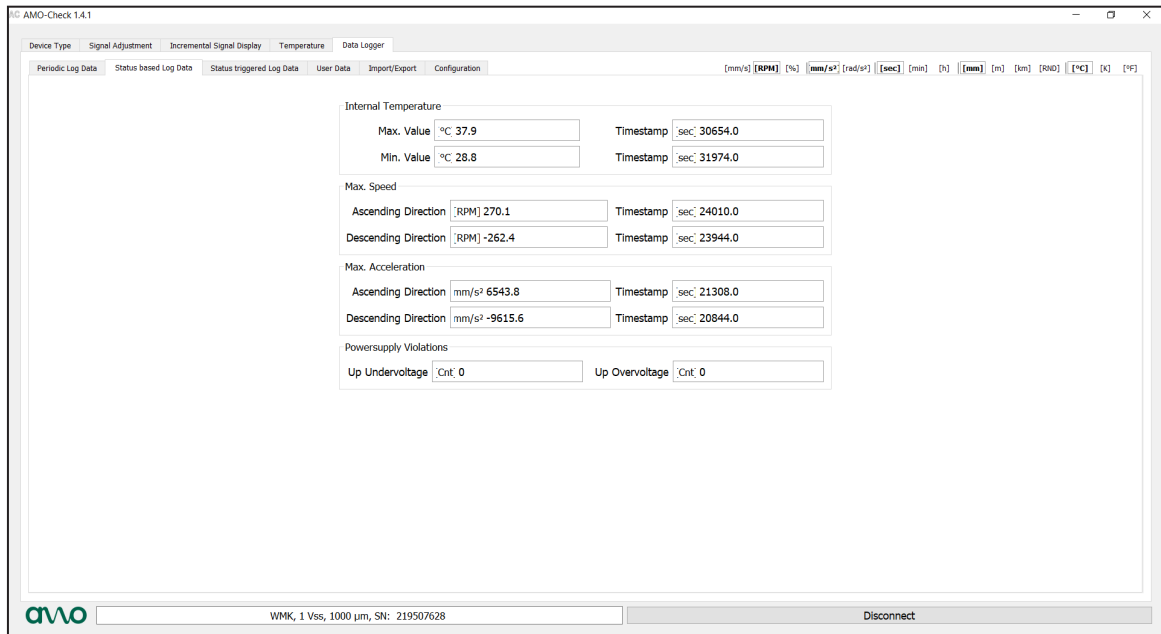 AC AMO-Check 1.4.1
Device Type Signal Adjustment Incremental Signal Display Temperature Data Logger
Periodic Log Data Status based Log Data Status triggered Log Data User Data Import/Export Configuration [mm/s] [RPM] [%] [mm/s²] [rad/s²] [sec] [min] [h] [mm] [m] [km] [RND] [°C] [K] [°F]
Internal Temperature
Max. Value [°C] 37.9 Timestamp [sec] 30654.0
Min. Value [°C] 28.8 Timestamp [sec] 31974.0
Max. Speed
Ascending Direction [RPM] 270.1 Timestamp [sec] 24010.0
Descending Direction [RPM] -262.4 Timestamp [sec] 23944.0
Max. Acceleration
Ascending Direction mm/s² 6543.8 Timestamp [sec] 21308.0
Descending Direction mm/s² -9615.6 Timestamp [sec] 20844.0
Powersupply Violations
Up Undervoltage [Cnt] 0 Up Overvoltage [Cnt] 0
amo WMK, 1 Vss, 1000 µm, SN: 219507628 Disconnect